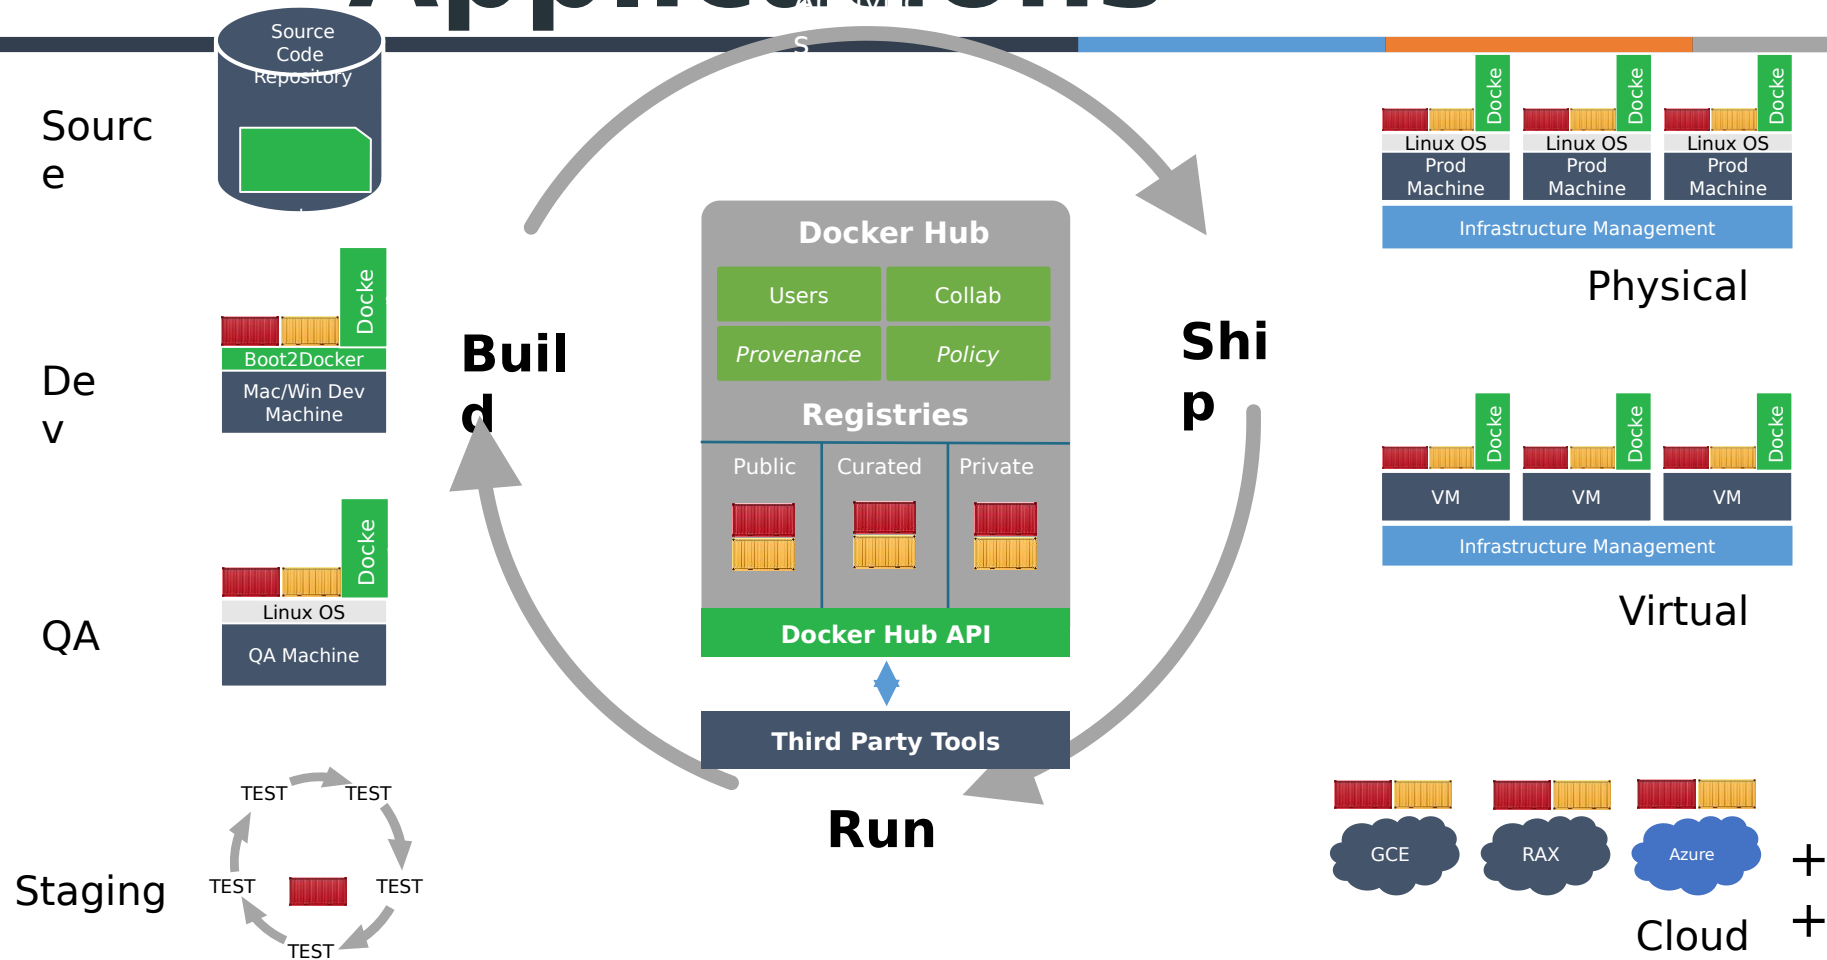 Applications
S
Source
Code
Repository
Sourc
e
Docke
Boot2Docker
Mac/Win Dev
Machine
De
v
Docke
Linux OS
QA Machine
QA
TEST
TEST
TEST
TEST
TEST
Staging
Buil
d
Shi
p
Run
Docker Hub
Users
Collab
Provenance
Policy
Registries
Public
Curated
Private
Docker Hub API
Third Party Tools
Docke
Docke
Docke
Linux OS
Linux OS
Linux OS
Prod
Machine
Prod
Machine
Prod
Machine
Infrastructure Management
Physical
Docke
Docke
Docke
VM
VM
VM
Infrastructure Management
Virtual
GCE
RAX
Azure
+
+
Cloud